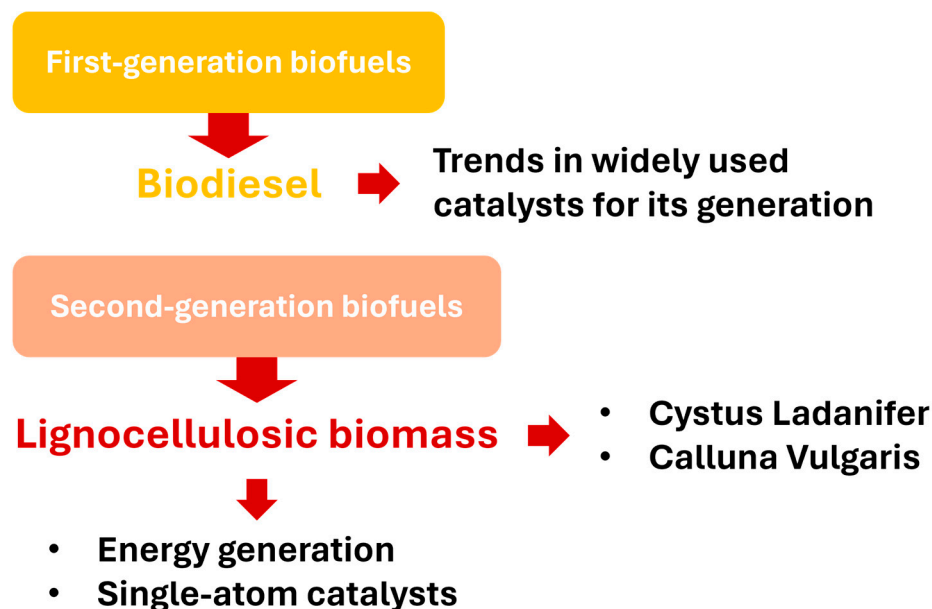 First-generation biofuels
Biodiesel
Trends in widely used
catalysts for its generation
Second-generation biofuels
Lignocellulosic biomass
• Cystus Ladanifer
• Calluna Vulgaris
• Energy generation
• Single-atom catalysts